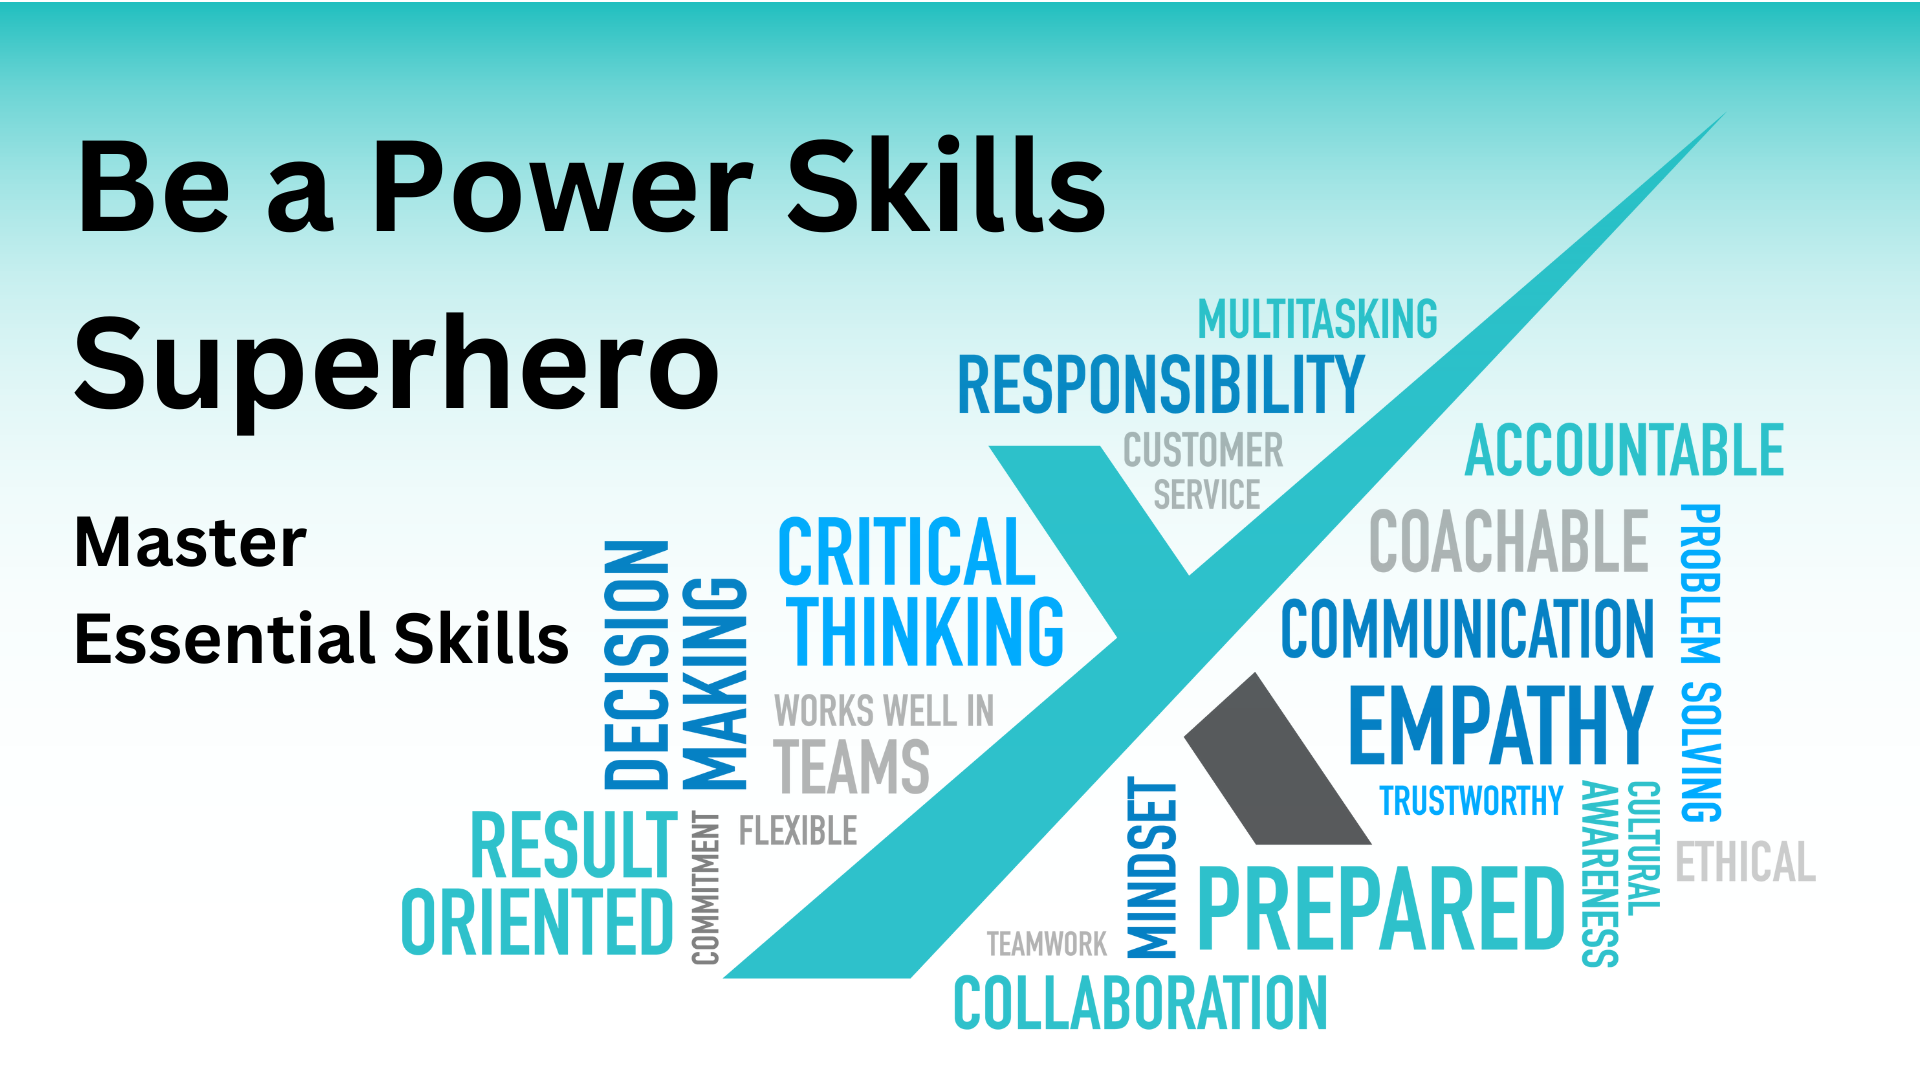 Be a Power Skills
Superhero
Master
Essential Skills
MULTITASKING
RESPONSIBILITY
CUSTOMER
SERVICE
ACCOUNTABLE
CRITICAL
THINKING
DECISION
MAKING
COACHABLE
PROBLEM SOLVING
COMMUNICATION
WORKS WELL IN
TEAMS
EMPATHY
TRUSTWORTHY
RESULT
ORIENTED
COMMITMENT
FLEXIBLE
MINDSET
PREPARED
CULTURAL
AWARENESS
ETHICAL
TEAMWORK
COLLABORATION